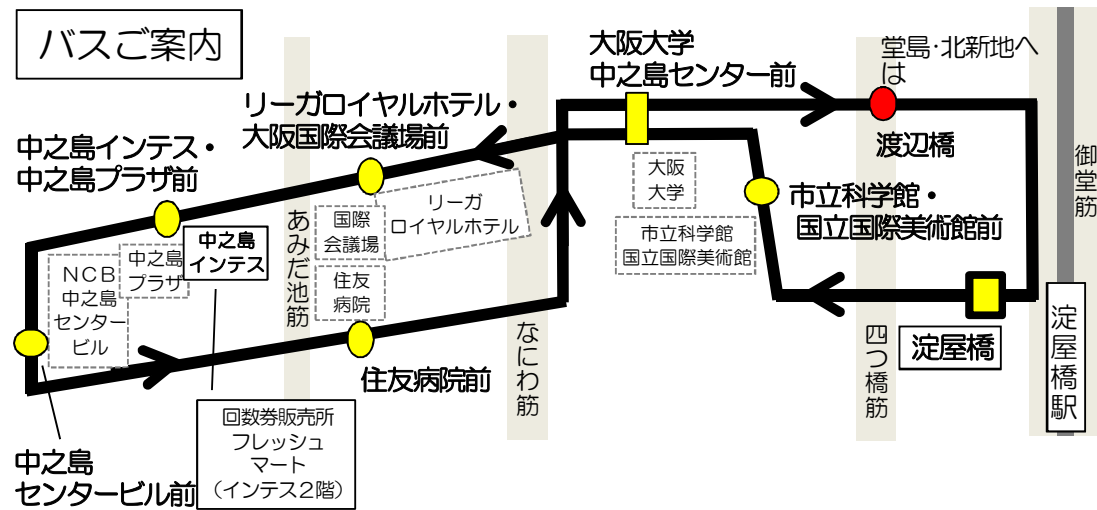 バスご案内
大阪大学
中之島センター前
堂島･北新地へ
は
渡辺橋
リーガロイヤルホテル・
大阪国際会議場前
中之島インテス・
中之島プラザ前
大阪
大学
市立科学館・
国立国際美術館前
市立科学館
国立国際美術館
御堂筋
リーガ
ロイヤルホテル
国際
会議場
あみだ池筋
中之島
インテス
中之島
プラザ
ＮＣＢ
中之島
センター
ビル
住友
病院
住友病院前
なにわ筋
四つ橋筋
淀屋橋
淀屋橋駅
回数券販売所
フレッシュ
マート
（インテス２階）
中之島
センタービル前